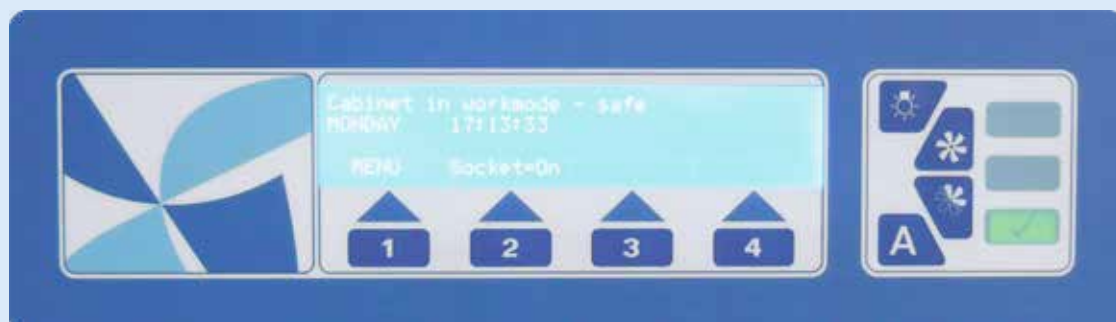 Cabinet in workmode - safe
MONDAY 17:13:33
MENU Socket=On
1 2 3 4
A